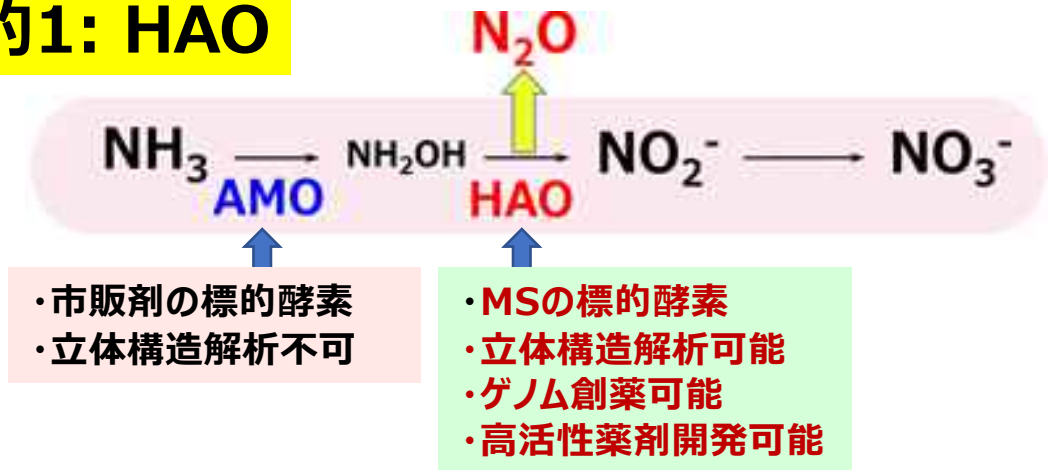 的1: HAO
N₂O
NH₃ → NH₂OH → NO₂⁻ → NO₃⁻
AMO HAO
・市販剤の標的酵素
・立体構造解析不可
・MSの標的酵素
・立体構造解析可能
・ゲノム創薬可能
・高活性薬剤開発可能